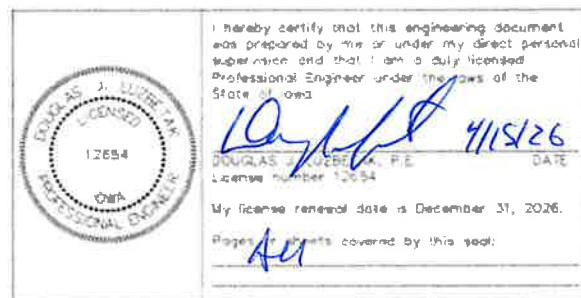 DOUGLAS J. LUZBETAK
LICENSED
12654
IOWA
PROFESSIONAL ENGINEER
I hereby certify that this engineering document
was prepared by me or under my direct personal
supervision and that I am a duly licensed
Professional Engineer under the laws of the
State of Iowa
4/15/26
DOUGLAS J. LUZBETAK, P.E. DATE
License number 12654
My license renewal date is December 31, 2026.
Pages or sheets covered by this seal:
All